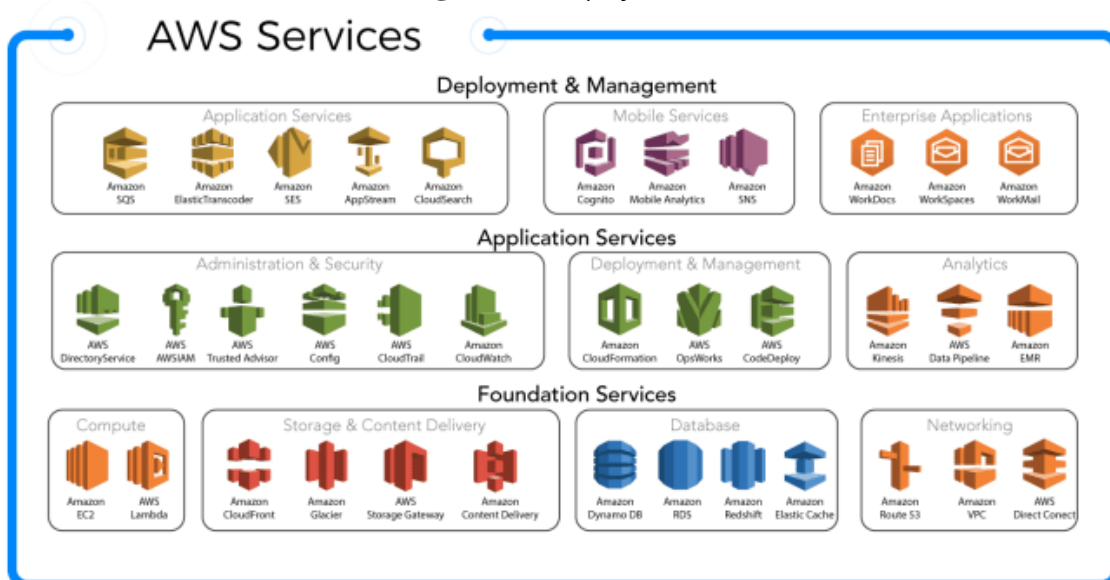 AWS Services
Deployment & Management
Application Services
Amazon
SQS
Amazon
ElasticTranscoder
Amazon
SES
Amazon
AppStream
Amazon
CloudSearch
Mobile Services
Amazon
Cognito
Amazon
Mobile Analytics
Amazon
SNS
Enterprise Applications
Amazon
WorkDocs
Amazon
WorkSpaces
Amazon
WorkMail
Application Services
Administration & Security
AWS
DirectoryService
AWS
AWSIAM
AWS
Trusted Advisor
AWS
Config
AWS
CloudTrail
Amazon
CloudWatch
Deployment & Management
Amazon
CloudFormation
AWS
OpsWorks
AWS
CodeDeploy
Analytics
Amazon
Kinesis
AWS
Data Pipeline
Amazon
EMR
Foundation Services
Compute
Amazon
EC2
AWS
Lambda
Storage & Content Delivery
Amazon
CloudFront
Amazon
Glacier
AWS
Storage Gateway
Amazon
Content Delivery
Database
Amazon
Dynamo DB
Amazon
RDS
Amazon
Redshift
Amazon
Elastic Cache
Networking
Amazon
Route 53
Amazon
VPC
AWS
Direct Conect